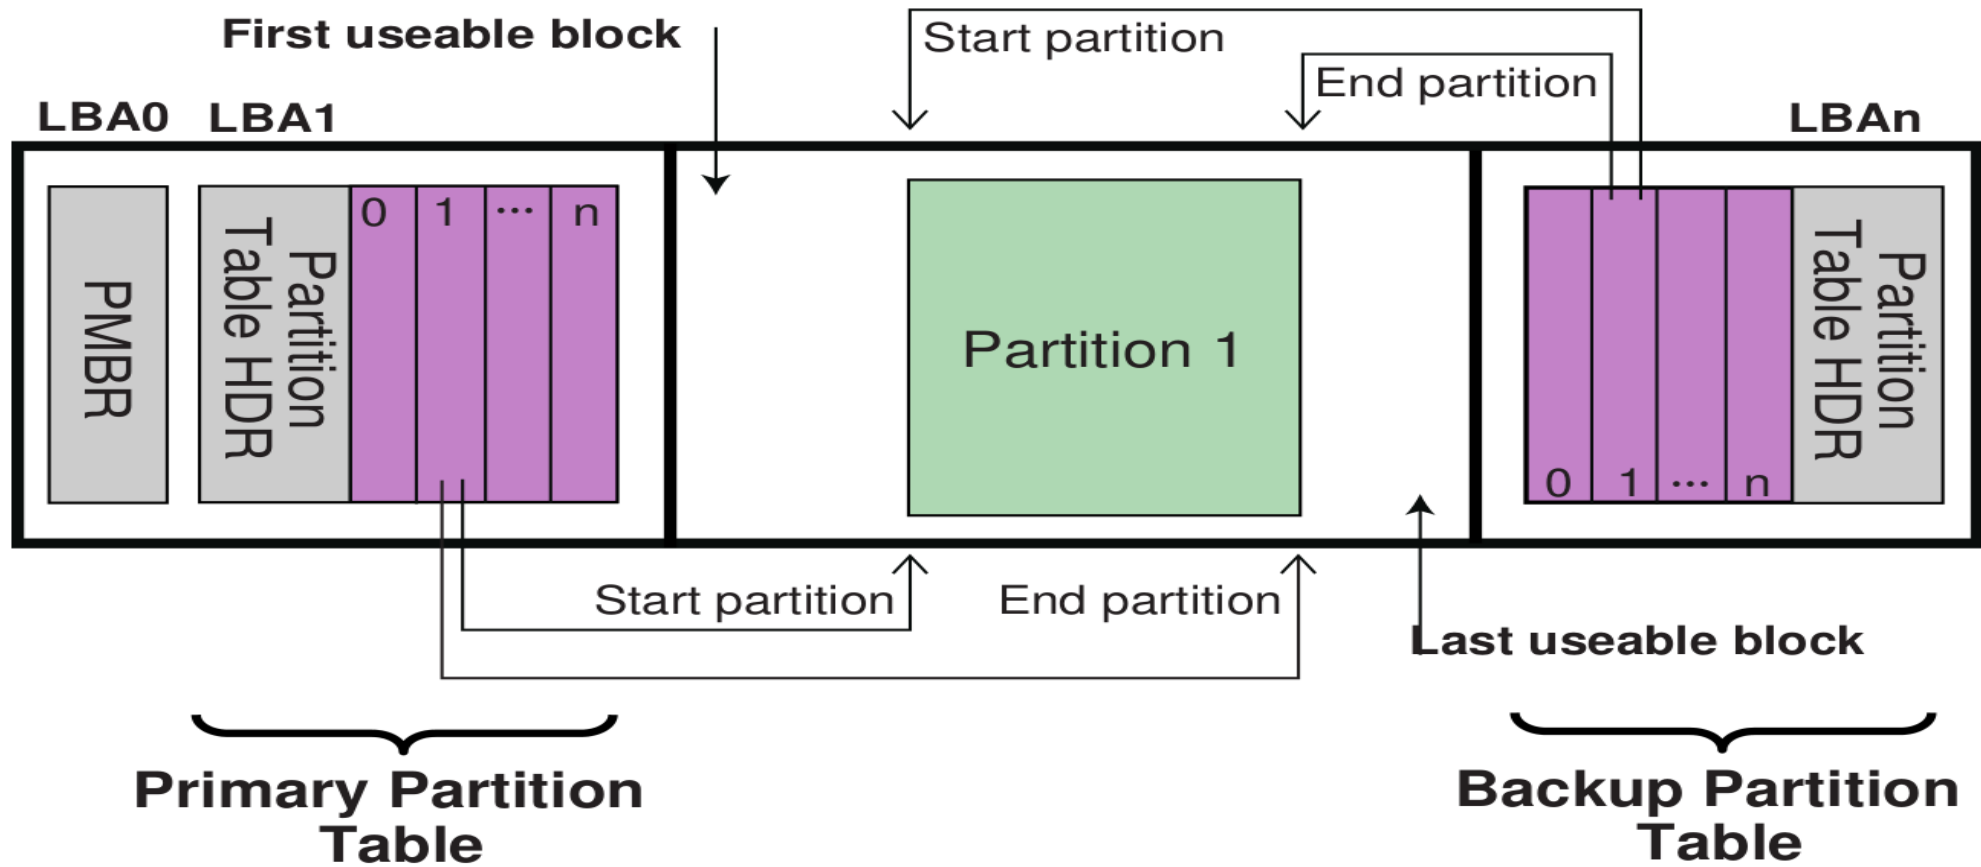 First useable block
Start partition
End partition
LBA0
LBA1
LBAn
PMBR
Partition
Table HDR
0
1
...
n
Partition 1
0
1
...
n
Partition
Table HDR
Start partition
End partition
Last useable block
Primary Partition
Table
Backup Partition
Table